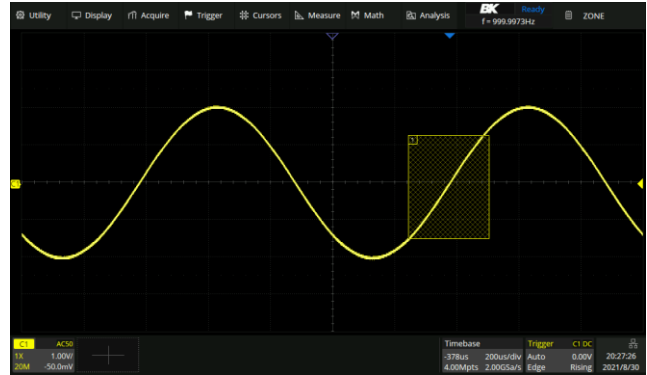 Utility Display Acquire Trigger Cursors Measure Math Analysis BK Ready ZONE
f = 999.9973Hz
1
C1
C1 AC50
1X 1.00V/
20M -50.0mV
Timebase
-378us 200us/div
4.00Mpts 2.00GSa/s
Trigger C1 DC
Auto 0.00V
Edge Rising
20:27:26
2021/8/30